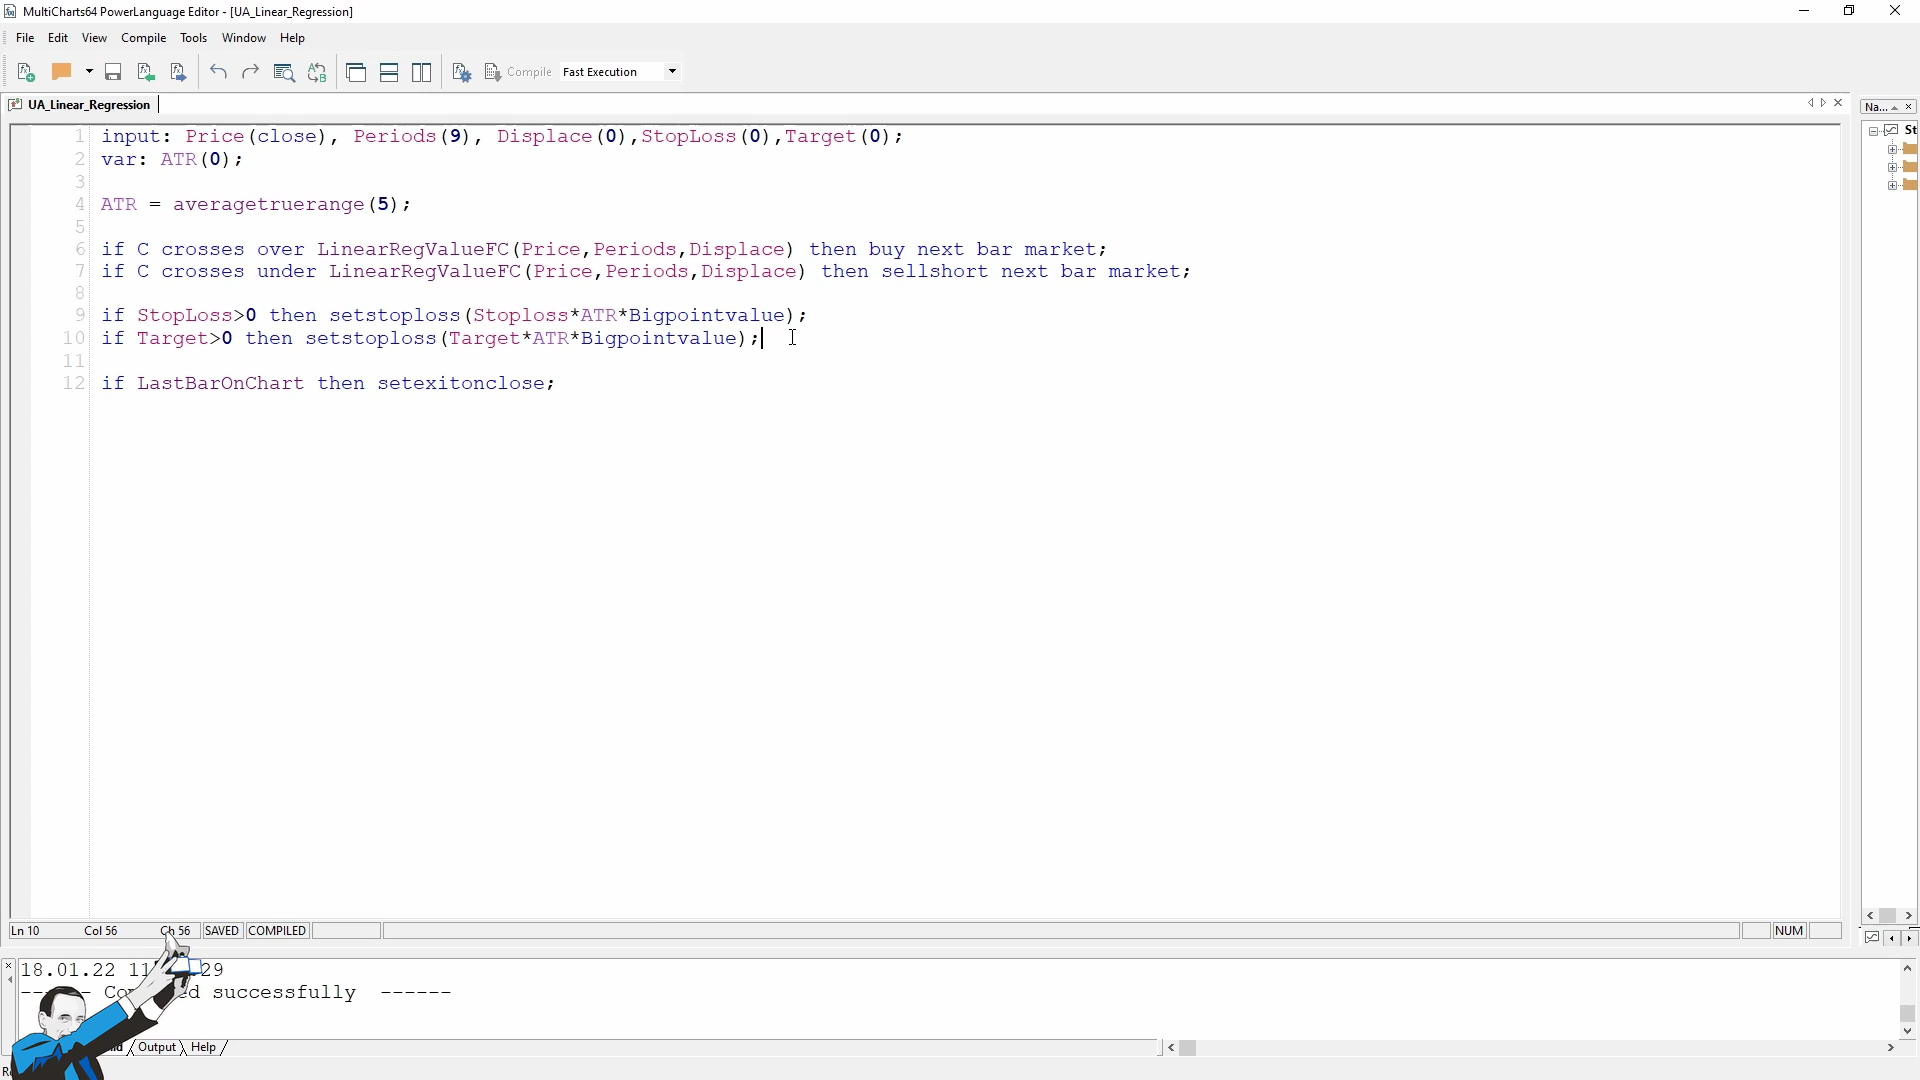 MultiCharts64 PowerLanguage Editor - [UA_Linear_Regression]
File Edit View Compile Tools Window Help
Compile Fast Execution
UA_Linear_Regression
Na...
St
1 input: Price(close), Periods(9), Displace(0),StopLoss(0),Target(0);
2 var: ATR(0);
3
4 ATR = averagetruerange(5);
5
6 if C crosses over LinearRegValueFC(Price,Periods,Displace) then buy next bar market;
7 if C crosses under LinearRegValueFC(Price,Periods,Displace) then sellshort next bar market;
8
9 if StopLoss>0 then setstoploss(Stoploss*ATR*Bigpointvalue);
10 if Target>0 then setstoploss(Target*ATR*Bigpointvalue);
11
12 if LastBarOnChart then setexitonclose;
Ln 10 Col 56 Ch 56 SAVED COMPILED NUM
18.01.22 29
------ successfully ------
Output Help